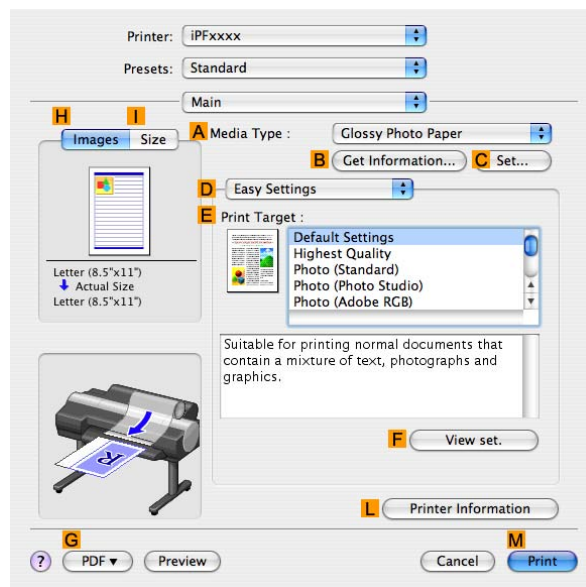 Printer: iPFxxxx
Presets: Standard
Main
H I
Images Size
A Media Type : Glossy Photo Paper
B Get Information... C Set...
D Easy Settings
E Print Target :
Default Settings
Highest Quality
Photo (Standard)
Photo (Photo Studio)
Photo (Adobe RGB)
Letter (8.5"x11")
Actual Size
Letter (8.5"x11")
Suitable for printing normal documents that
contain a mixture of text, photographs and
graphics.
R
F View set.
L Printer Information
G M
? PDF▼ Preview Cancel Print